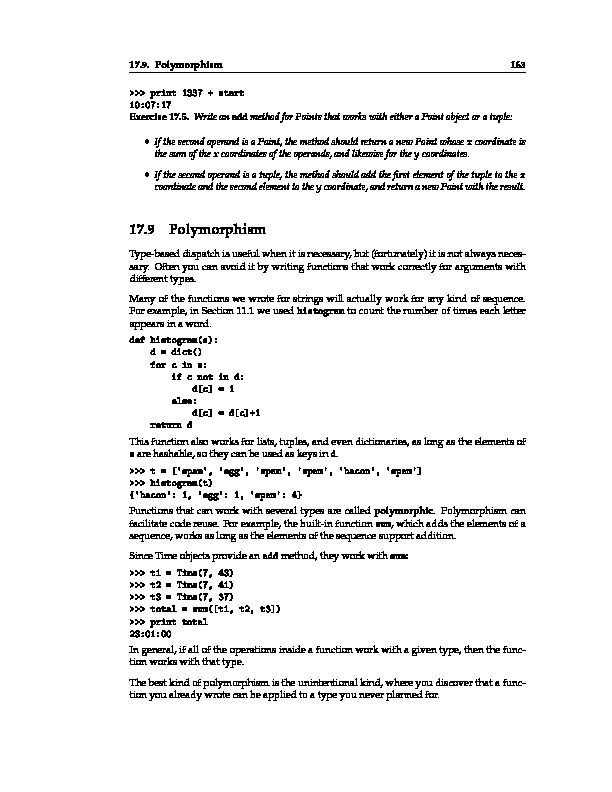 17.9. Polymorphism 163
>>> print 1337 + start
10:07:17
Exercise 17.5. Write an add method for Points that works with either a Point object or a tuple:
• If the second operand is a Point, the method should return a new Point whose x coordinate is
the sum of the x coordinates of the operands, and likewise for the y coordinates.
• If the second operand is a tuple, the method should add the first element of the tuple to the x
coordinate and the second element to the y coordinate, and return a new Point with the result.
17.9 Polymorphism
Type-based dispatch is useful when it is necessary, but (fortunately) it is not always neces-
sary. Often you can avoid it by writing functions that work correctly for arguments with
different types.
Many of the functions we wrote for strings will actually work for any kind of sequence.
For example, in Section 11.1 we used histogram to count the number of times each letter
appears in a word.
def histogram(s):
    d = dict()
    for c in s:
        if c not in d:
            d[c] = 1
        else:
            d[c] = d[c]+1
    return d
This function also works for lists, tuples, and even dictionaries, as long as the elements of
s are hashable, so they can be used as keys in d.
>>> t = ['spam', 'egg', 'spam', 'spam', 'bacon', 'spam']
>>> histogram(t)
{'bacon': 1, 'egg': 1, 'spam': 4}
Functions that can work with several types are called polymorphic. Polymorphism can
facilitate code reuse. For example, the built-in function sum, which adds the elements of a
sequence, works as long as the elements of the sequence support addition.
Since Time objects provide an add method, they work with sum:
>>> t1 = Time(7, 43)
>>> t2 = Time(7, 41)
>>> t3 = Time(7, 37)
>>> total = sum([t1, t2, t3])
>>> print total
23:01:00
In general, if all of the operations inside a function work with a given type, then the func-
tion works with that type.
The best kind of polymorphism is the unintentional kind, where you discover that a func-
tion you already wrote can be applied to a type you never planned for.